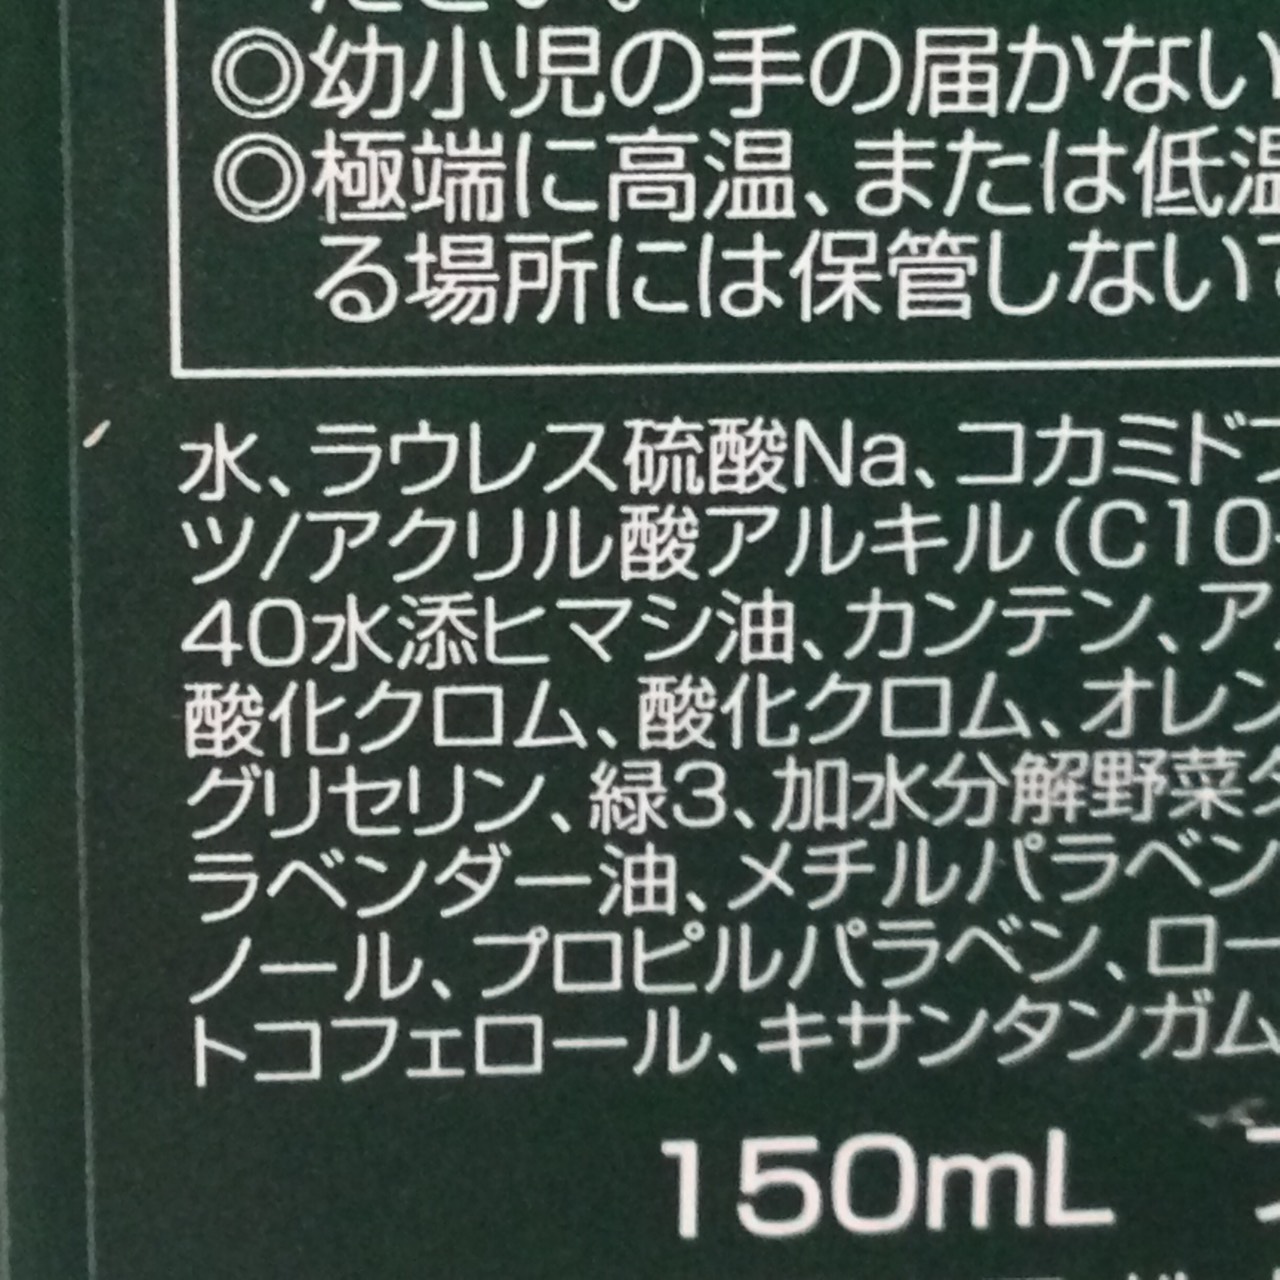 ださい。
◎幼小児の手の届かない
◎極端に高温、または低温
る場所には保管しない
水、ラウレス硫酸Na、コカミド
ツ/アクリル酸アルキル(C10-
40水添ヒマシ油、カンテン、ア
酸化クロム、酸化クロム、オレン
グリセリン、緑3、加水分解野菜タ
ラベンダー油、メチルパラベン
ノール、プロピルパラベン、ロー
トコフェロール、キサンタンガム
150mL